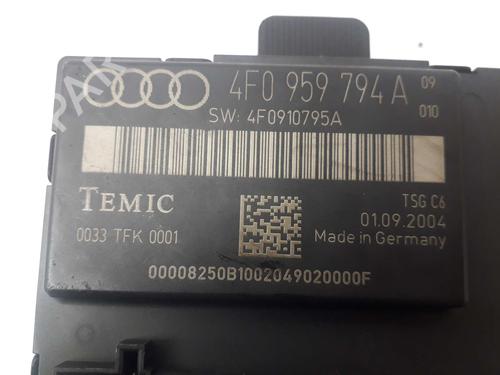 4F0 959 794 A 09
010
SW: 4F0910795A
TEMIC
TSG C6
01.09.2004
0033 TFK 0001
Made in Germany
00008250B1002049020000F